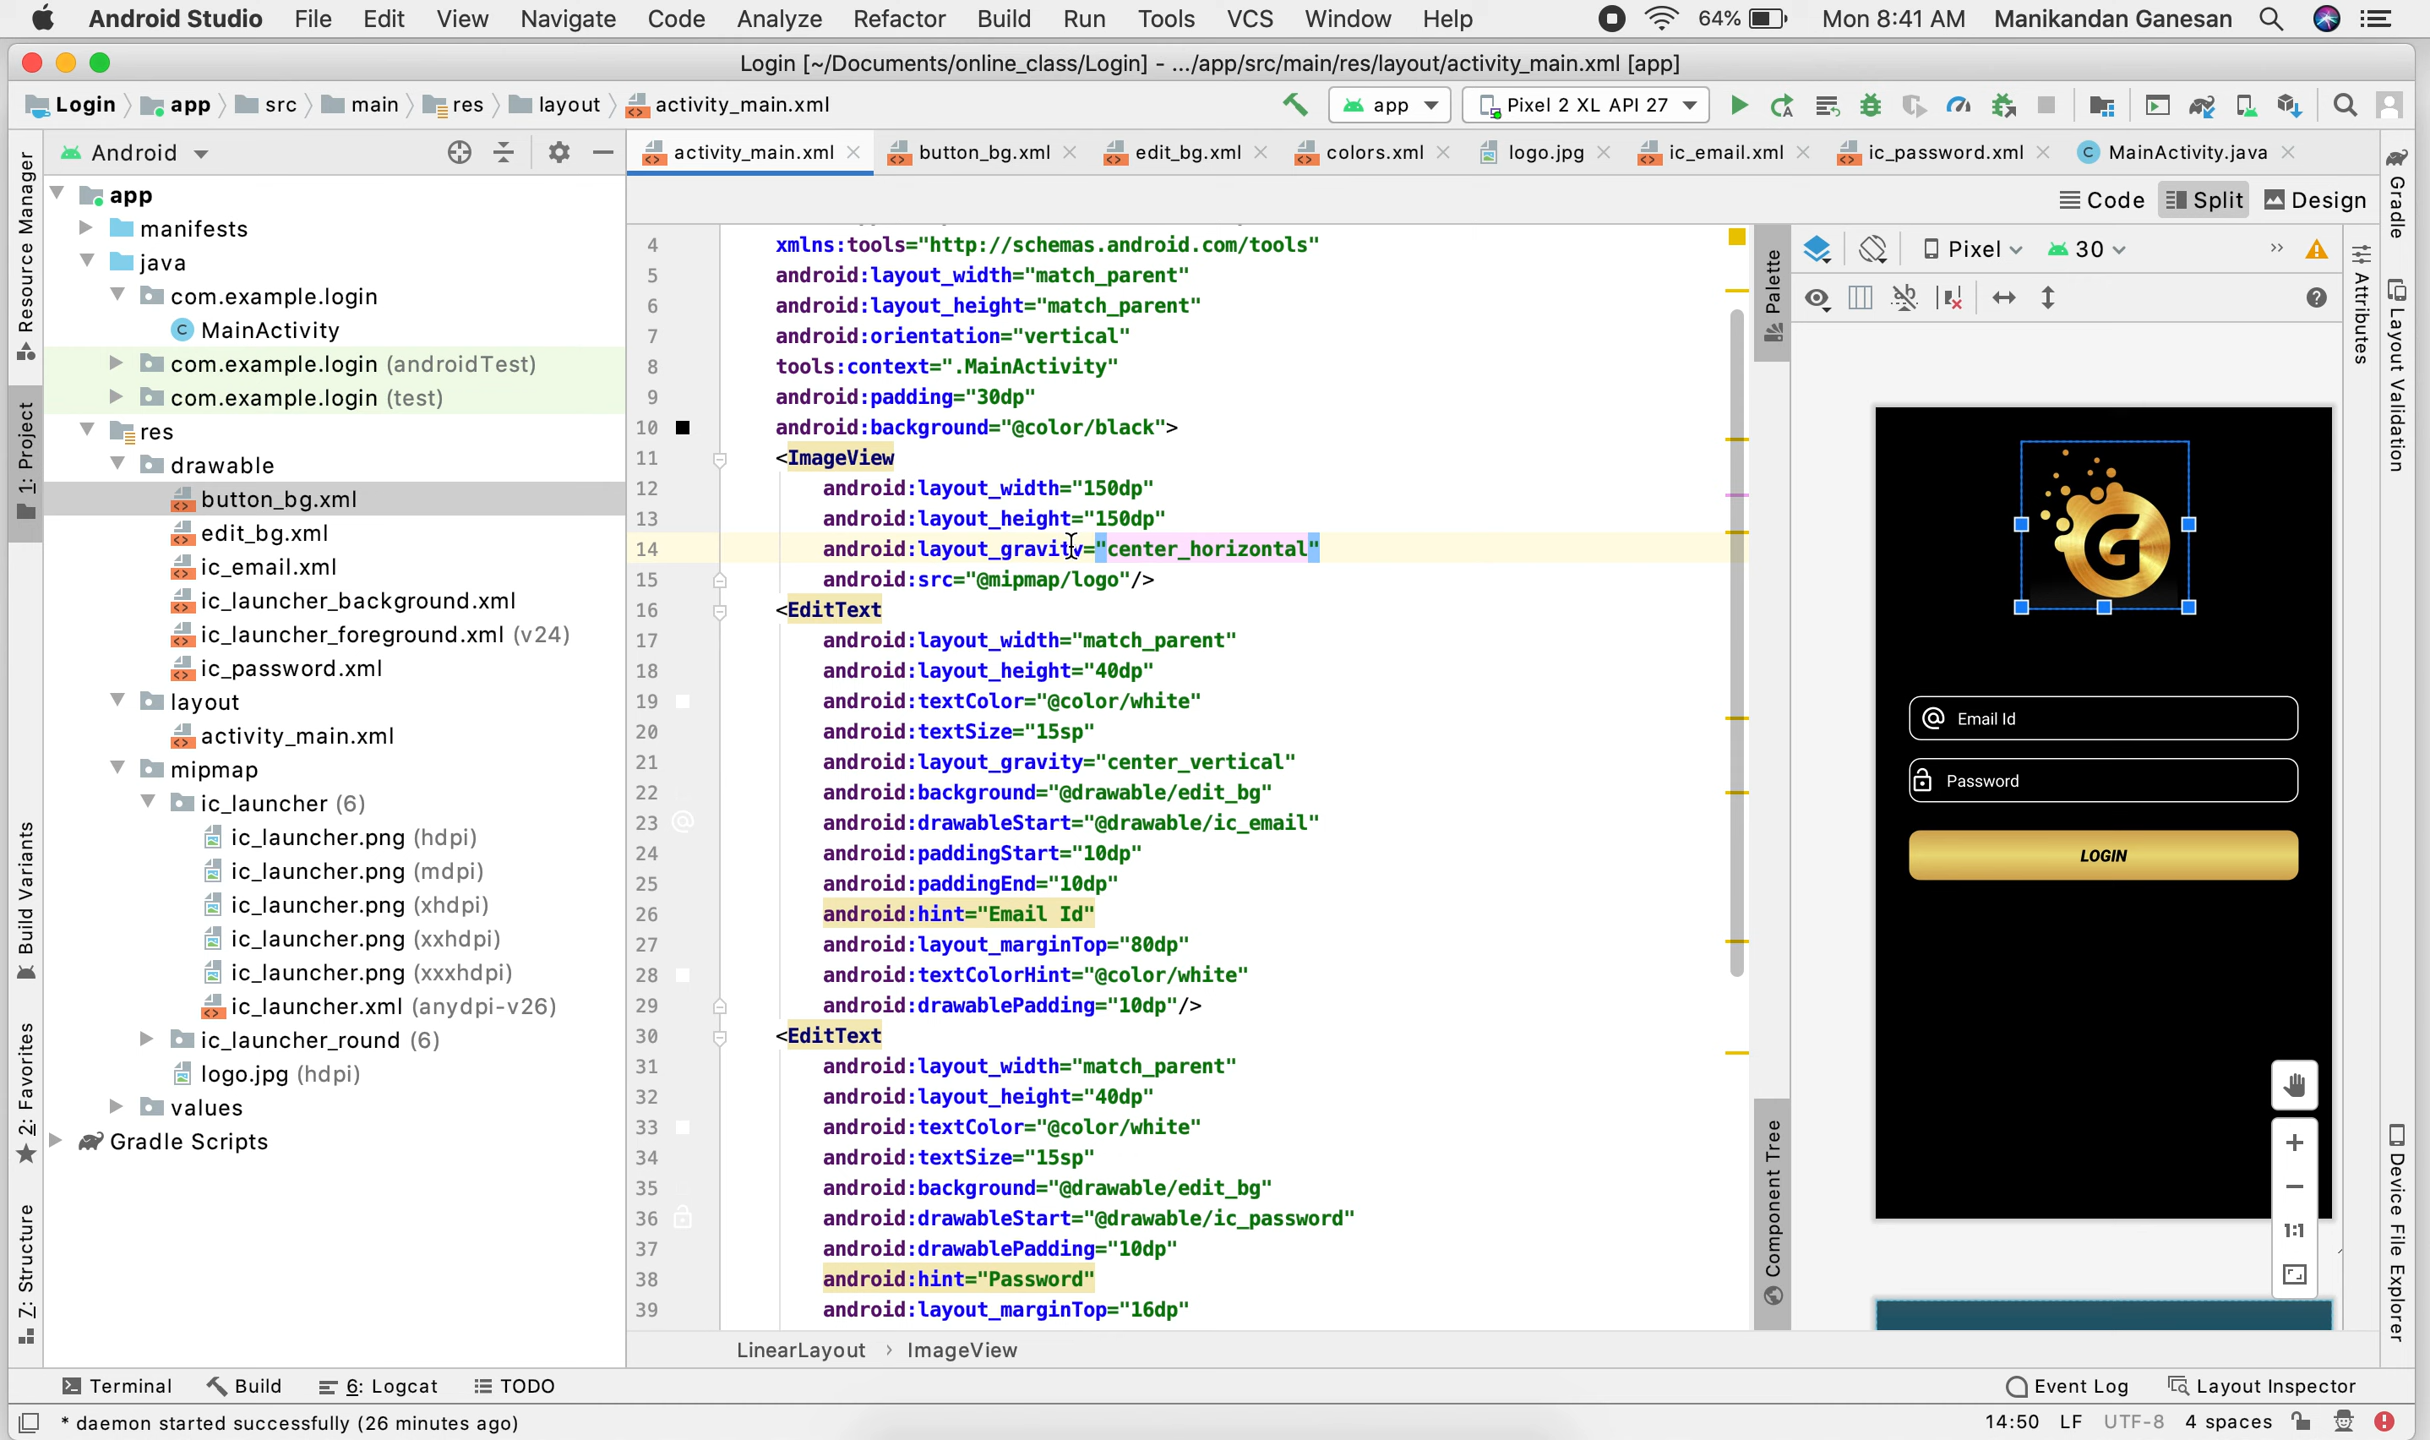 Android Studio File Edit View Navigate Code Analyze Refactor Build Run Tools VCS Window Help 64% Mon 8:41 AM Manikandan Ganesan
Login [~/Documents/online_class/Login] - .../app/src/main/res/layout/activity_main.xml [app]
Login app src main res layout activity_main.xml app Pixel 2 XL API 27
Android
activity_main.xml button_bg.xml edit_bg.xml colors.xml logo.jpg ic_email.xml ic_password.xml MainActivity.java
Code Split Design
Resource Manager
1: Project
Build Variants
2: Favorites
Z: Structure
app
manifests
java
com.example.login
MainActivity
com.example.login (androidTest)
com.example.login (test)
res
drawable
button_bg.xml
edit_bg.xml
ic_email.xml
ic_launcher_background.xml
ic_launcher_foreground.xml (v24)
ic_password.xml
layout
activity_main.xml
mipmap
ic_launcher (6)
ic_launcher.png (hdpi)
ic_launcher.png (mdpi)
ic_launcher.png (xhdpi)
ic_launcher.png (xxhdpi)
ic_launcher.png (xxxhdpi)
ic_launcher.xml (anydpi-v26)
ic_launcher_round (6)
logo.jpg (hdpi)
values
Gradle Scripts
4 xmlns:tools="http://schemas.android.com/tools"
5 android:layout_width="match_parent"
6 android:layout_height="match_parent"
7 android:orientation="vertical"
8 tools:context=".MainActivity"
9 android:padding="30dp"
10 android:background="@color/black">
11 <ImageView
12 android:layout_width="150dp"
13 android:layout_height="150dp"
14 android:layout_gravity="center_horizontal"
15 android:src="@mipmap/logo"/>
16 <EditText
17 android:layout_width="match_parent"
18 android:layout_height="40dp"
19 android:textColor="@color/white"
20 android:textSize="15sp"
21 android:layout_gravity="center_vertical"
22 android:background="@drawable/edit_bg"
23 android:drawableStart="@drawable/ic_email"
24 android:paddingStart="10dp"
25 android:paddingEnd="10dp"
26 android:hint="Email Id"
27 android:layout_marginTop="80dp"
28 android:textColorHint="@color/white"
29 android:drawablePadding="10dp"/>
30 <EditText
31 android:layout_width="match_parent"
32 android:layout_height="40dp"
33 android:textColor="@color/white"
34 android:textSize="15sp"
35 android:background="@drawable/edit_bg"
36 android:drawableStart="@drawable/ic_password"
37 android:drawablePadding="10dp"
38 android:hint="Password"
39 android:layout_marginTop="16dp"
LinearLayout › ImageView
Palette
Component Tree
Pixel 30 »
G
@ Email Id
Password
LOGIN
1:1
Attributes
Gradle
Layout Validation
Device File Explorer
Terminal Build 6: Logcat TODO Event Log Layout Inspector
* daemon started successfully (26 minutes ago) 14:50 LF UTF-8 4 spaces